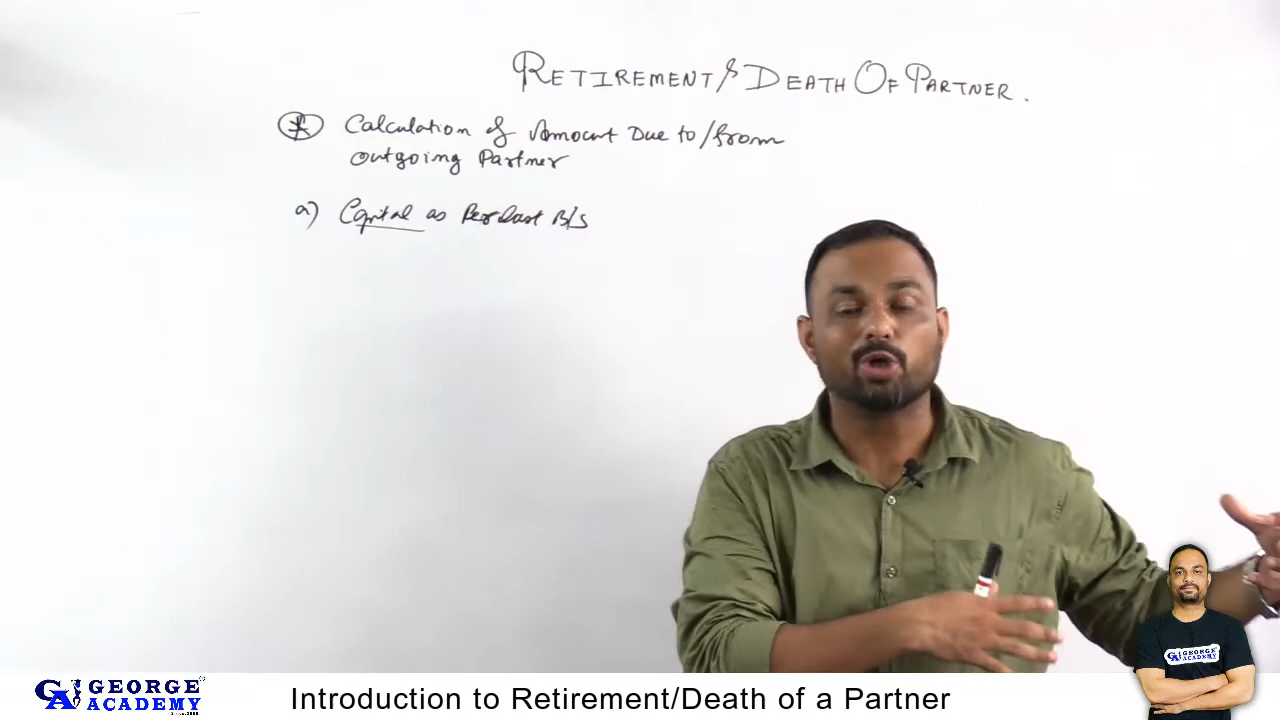 RETIREMENT/DEATH OF PARTNER.
Calculation of Amount Due to/from
outgoing Partner
a) Capital as Per last B/S
GEORGE
ACADEMY
Introduction to Retirement/Death of a Partner
GEORGE
ACADEMY